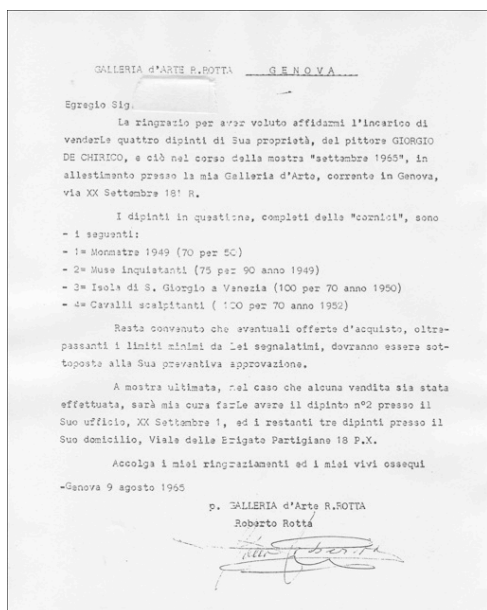 GALLERIA d'ARTE R.ROTTA GENOVA
Egregio Sig.
La ringrazio per aver voluto affidarmi l'incarico di
venderLe quattro dipinti di Sua proprietà, del pittore GIORGIO
DE CHIRICO, e ciò nel corso della mostra "settembre 1965", in
allestimento presso la mia Galleria d'Arte, corrente in Genova,
via XX Settembre 181 R.
I dipinti in questione, completi delle "cornici", sono
- i seguenti:
- 1= Monmatre 1949 (70 per 50)
- 2= Muse inquietanti (75 per 90 anno 1949)
- 3= Isola di S. Giorgio a Venezia (100 per 70 anno 1950)
- 4= Cavalli scalpitanti ( 100 per 70 anno 1952)
Resta convenuto che eventuali offerte d'acquisto, oltre-
passanti i limiti minimi da Lei segnalatimi, dovranno essere sot-
toposte alla Sua preventiva approvazione.
A mostra ultimata, nel caso che alcuna vendita sia stata
effettuata, sarà mia cura farLe avere il dipinto n°2 presso il
Suo ufficio, XX Settembre 1, ed i restanti tre dipinti presso il
Suo domicilio, Viale delle Brigate Partigiane 18 P.X.
Accolga i miei ringraziamenti ed i miei vivi ossequi
-Genova 9 agosto 1965
p. GALLERIA d'Arte R.ROTTA
Roberto Rotta